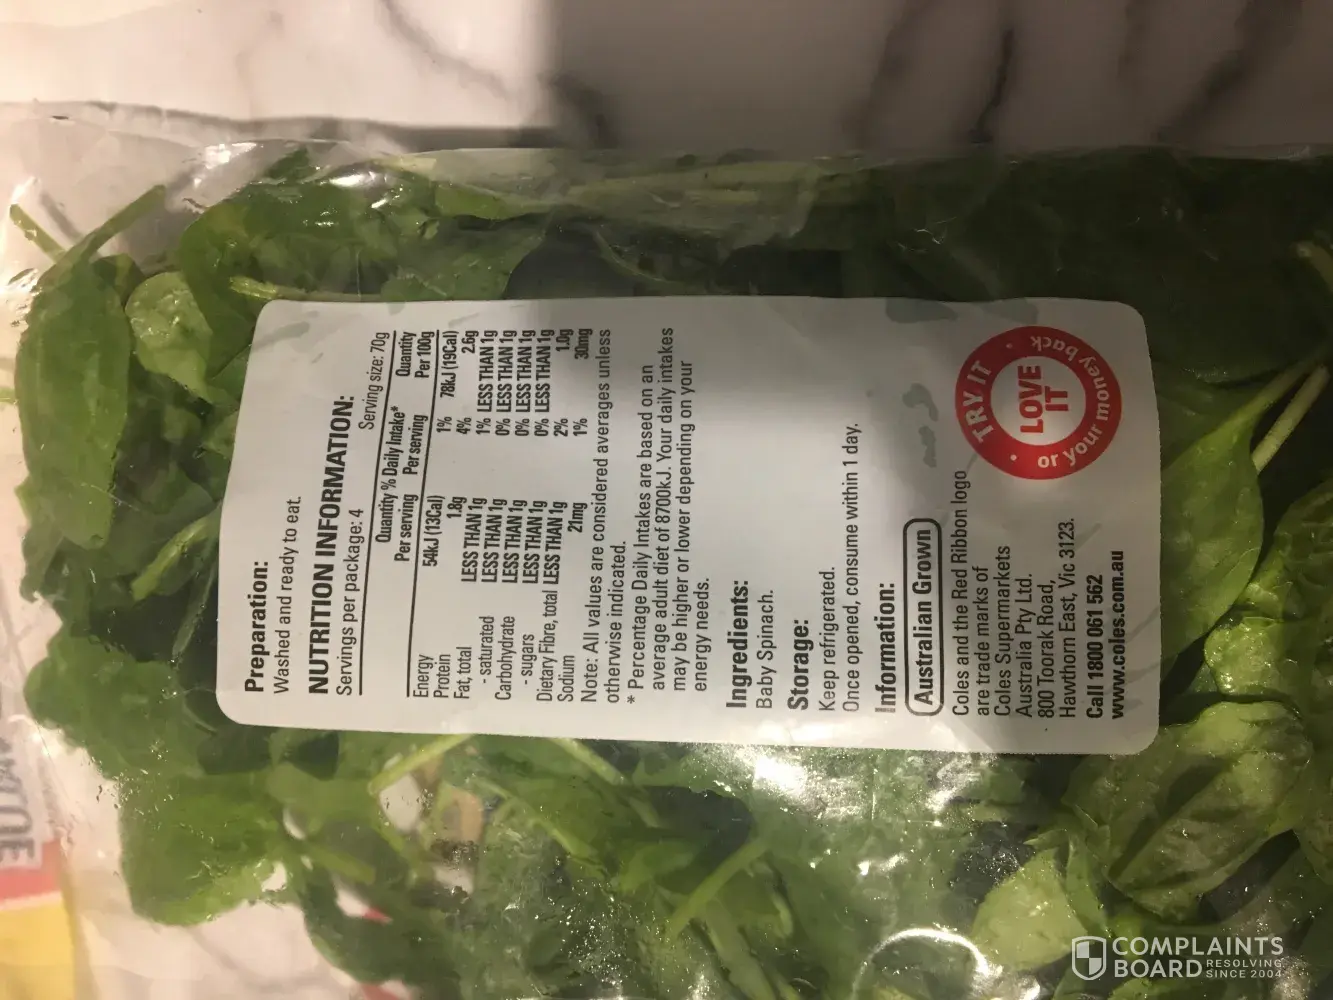 Preparation:
Washed and ready to eat.
NUTRITION INFORMATION:
Servings per package: 4 Serving size: 70g
Quantity % Daily Intake* Quantity
Per serving Per serving Per 100g
Energy 54kJ (13Cal) 1% 78kJ (19Cal)
Protein 1.8g 4% 2.6g
Fat, total LESS THAN 1g 1% LESS THAN 1g
- saturated LESS THAN 1g 0% LESS THAN 1g
Carbohydrate LESS THAN 1g 0% LESS THAN 1g
- sugars LESS THAN 1g 0% LESS THAN 1g
Dietary Fibre, total LESS THAN 1g 2% 1.0g
Sodium 21mg 1% 30mg
Note: All values are considered averages unless
otherwise indicated.
* Percentage Daily Intakes are based on an
average adult diet of 8700kJ. Your daily intakes
may be higher or lower depending on your
energy needs.
Ingredients:
Baby Spinach.
Storage:
Keep refrigerated.
Once opened, consume within 1 day.
Information:
Australian Grown
Coles and the Red Ribbon logo
are trade marks of
Coles Supermarkets
Australia Pty Ltd.
800 Toorak Road,
Hawthorn East, Vic 3123.
Call 1800 061 562
www.coles.com.au
TRY IT
LOVE
IT
or your money back
COMPLAINTS
BOARD RESOLVING
SINCE 2004